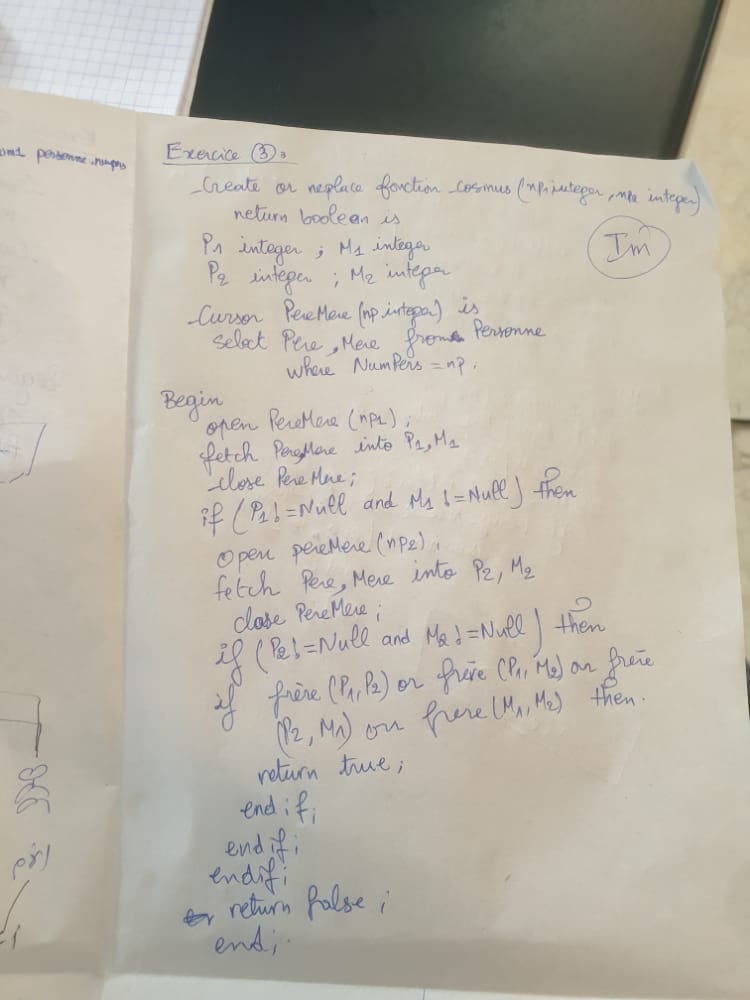 um1 personne.numpers
Exercice ③:
Create or replace fonction cosmus (np1 integer, np2 integer)
return boolean is
P1 integer ; M1 integer
P2 integer ; M2 integer
Im
Cursor PereMere (np integer) is
select Père, Mere from Personne
where NumPers = np.
Begin
open PereMere (np1) ;
fetch PereMere into P1, M1
close PereMere ;
if (P1 != Null and M1 != Null) then
open pereMere (np2) ;
fetch Pere, Mere into P2, M2
close PereMere ;
if (P2 != Null and M2 != Null) then
if frère (P1, P2) or frère (P1, M2) or frère
(P2, M1) or frere (M1, M2) then.
return true ;
end if ;
end if ;
endif ;
return false ;
end ;